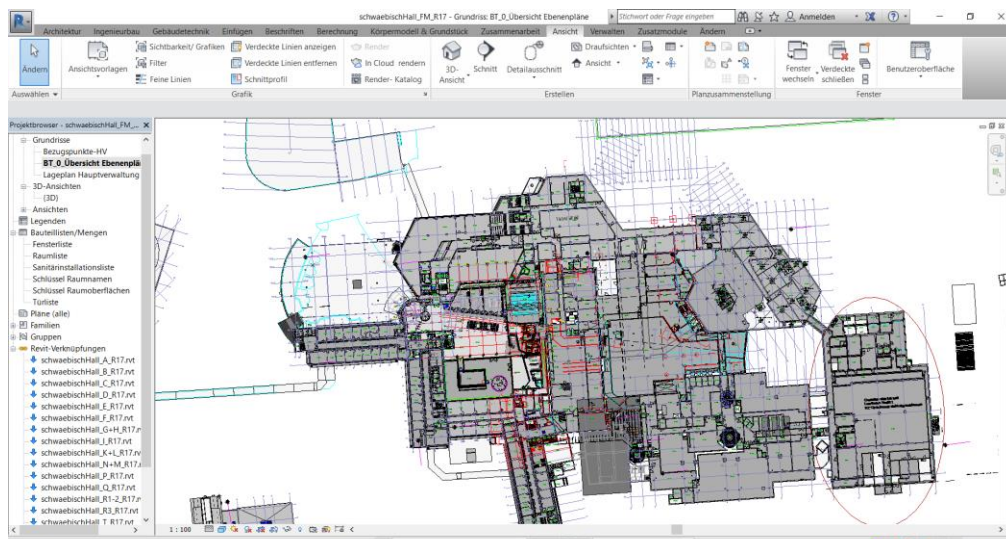 schwaebischHall_FM_R17 - Grundriss: BT_0_Übersicht Ebenenpläne
Stichwort oder Frage eingeben
Anmelden
Architektur Ingenieurbau Gebäudetechnik Einfügen Beschriften Berechnung Körpermodell & Grundstück Zusammenarbeit Ansicht Verwalten Zusatzmodule Ändern
Ändern
Ansichtsvorlagen
Sichtbarkeit/ Grafiken
Filter
Feine Linien
Verdeckte Linien anzeigen
Verdeckte Linien entfernen
Schnittprofil
Render
In Cloud rendern
Render- Katalog
3D-
Ansicht
Schnitt
Detailausschnitt
Draufsichten
Ansicht
Fenster
wechseln
Verdeckte
schließen
Benutzeroberfläche
Auswählen
Grafik
Erstellen
Planzusammenstellung
Fenster
Projektbrowser - schwaebischHall_FM_...
Grundrisse
Bezugspunkte-HV
BT_0_Übersicht Ebenenplä
Lageplan Hauptverwaltung
3D-Ansichten
{3D}
Ansichten
Legenden
Bauteillisten/Mengen
Fensterliste
Raumliste
Sanitärinstallationsliste
Schlüssel Raumnamen
Schlüssel Raumoberflächen
Türliste
Pläne (alle)
Familien
Gruppen
Revit-Verknüpfungen
schwaebischHall_A_R17.rvt
schwaebischHall_B_R17.rvt
schwaebischHall_C_R17.rvt
schwaebischHall_D_R17.rvt
schwaebischHall_E_R17.rvt
schwaebischHall_F_R17.rvt
schwaebischHall_G+H_R17.r
schwaebischHall_I_R17.rvt
schwaebischHall_K+L_R17.rv
schwaebischHall_N+M_R17.r
schwaebischHall_P_R17.rvt
schwaebischHall_Q_R17.rvt
schwaebischHall_R1-2_R17.r
schwaebischHall_R3_R17.rvt
schwaebischHall_T_R17.rvt
1 : 100